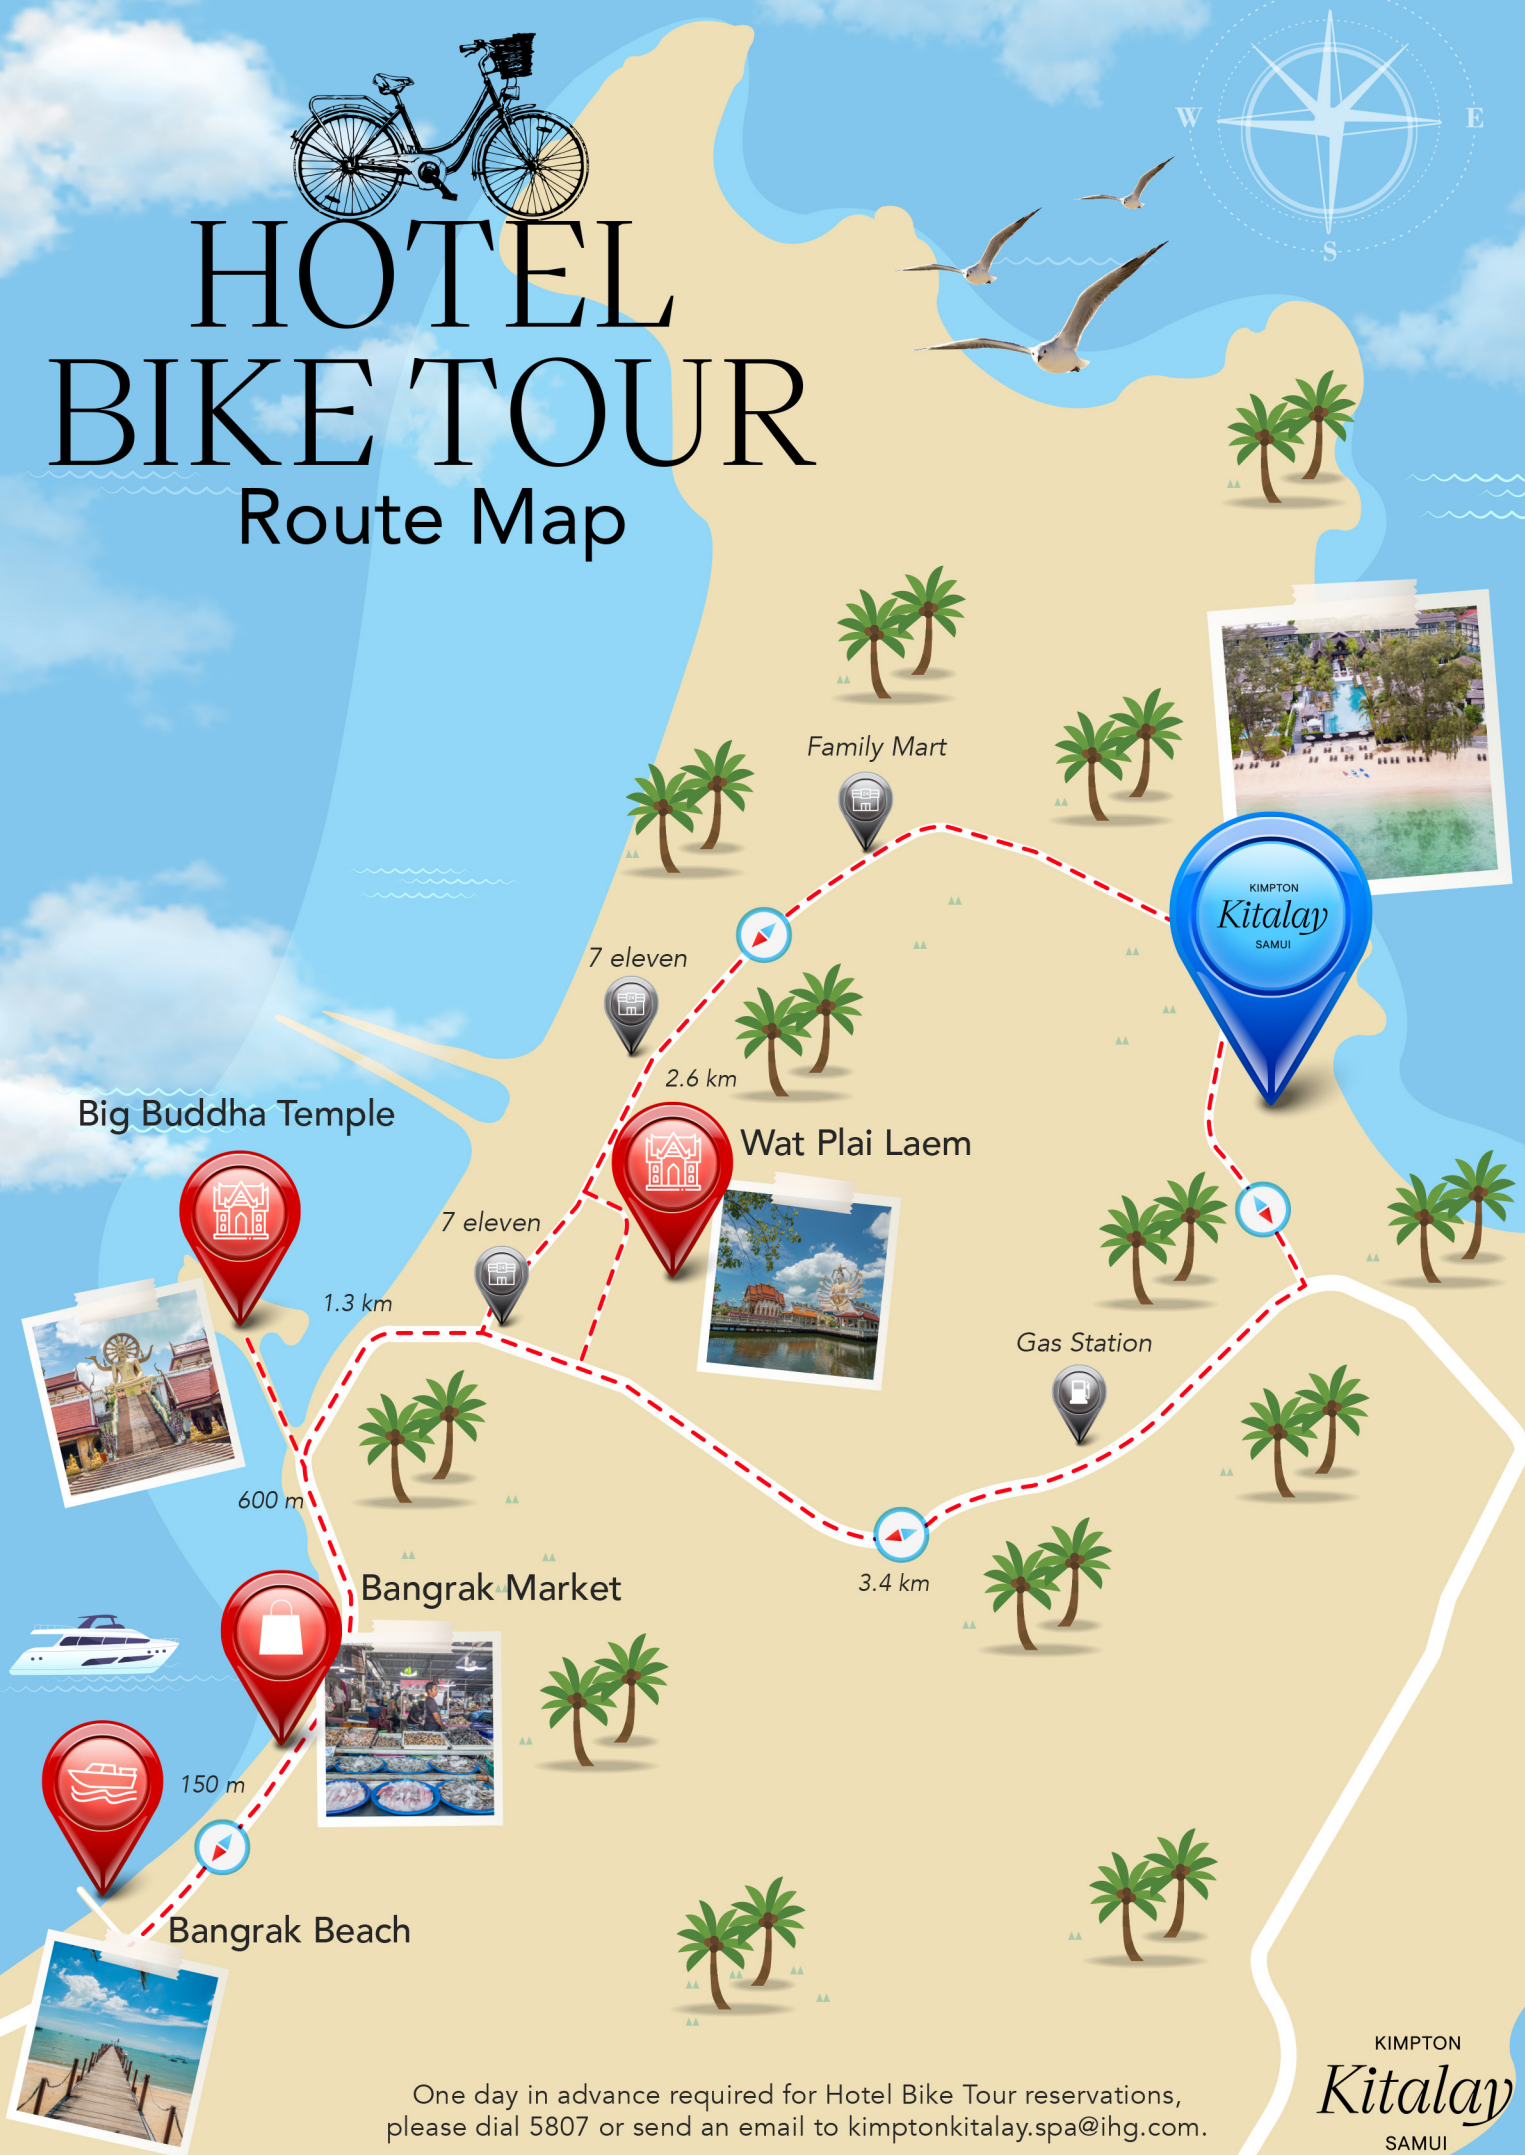 W
E
S
HOTEL
BIKE TOUR
Route Map
Family Mart
KIMPTON
Kitalay
SAMUI
7 eleven
2.6 km
Big Buddha Temple
Wat Plai Laem
7 eleven
1.3 km
Gas Station
600 m
Bangrak Market
3.4 km
150 m
Bangrak Beach
KIMPTON
Kitalay
SAMUI
One day in advance required for Hotel Bike Tour reservations,
please dial 5807 or send an email to kimptonkitalay.spa@ihg.com.